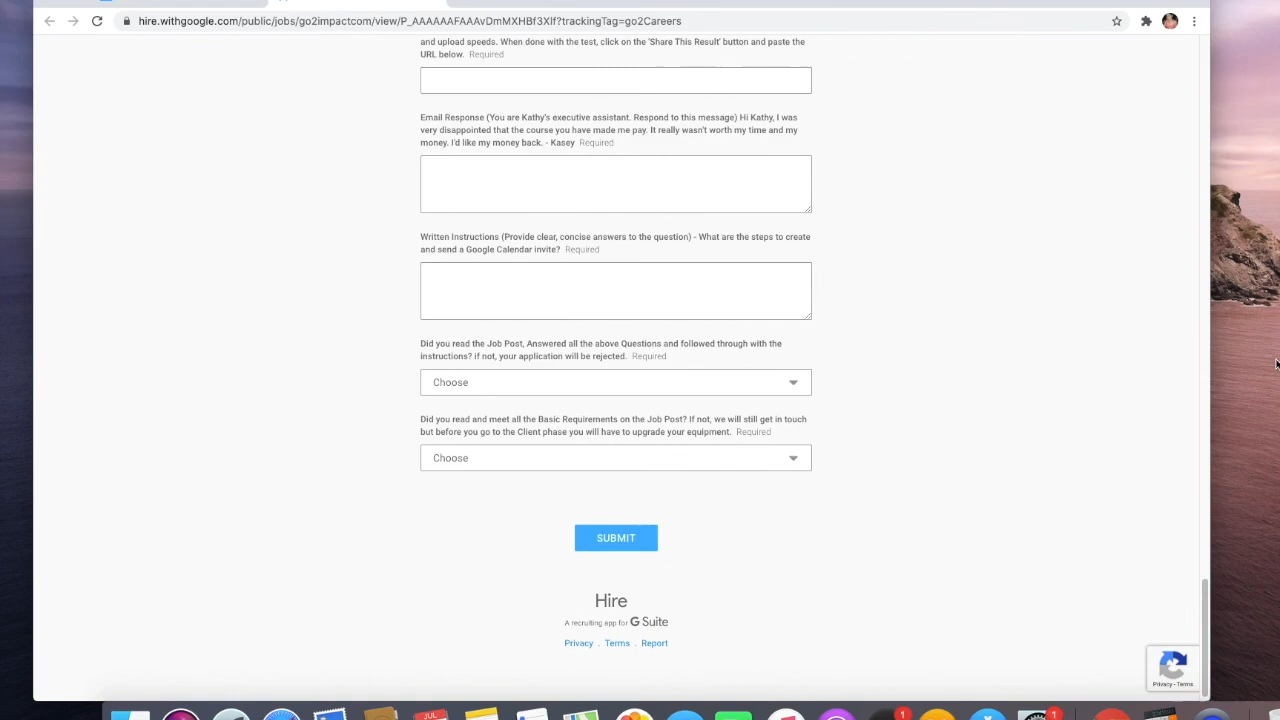 hire.withgoogle.com/public/jobs/go2impactcom/view/P_AAAAAAFAAAvDmMXHBf3XIf?trackingTag=go2Careers
and upload speeds. When done with the test, click on the 'Share This Result' button and paste the
URL below. Required
Email Response (You are Kathy's executive assistant. Respond to this message) Hi Kathy, I was
very disappointed that the course you have made me pay. It really wasn't worth my time and my
money. I'd like my money back. - Kasey Required
Written Instructions (Provide clear, concise answers to the question) - What are the steps to create
and send a Google Calendar invite? Required
Did you read the Job Post, Answered all the above Questions and followed through with the
instructions? if not, your application will be rejected. Required
Choose
Did you read and meet all the Basic Requirements on the Job Post? If not, we will still get in touch
but before you go to the Client phase you will have to upgrade your equipment. Required
Choose
SUBMIT
Hire
A recruiting app for G Suite
Privacy . Terms . Report
Privacy - Terms
JUL
1
1